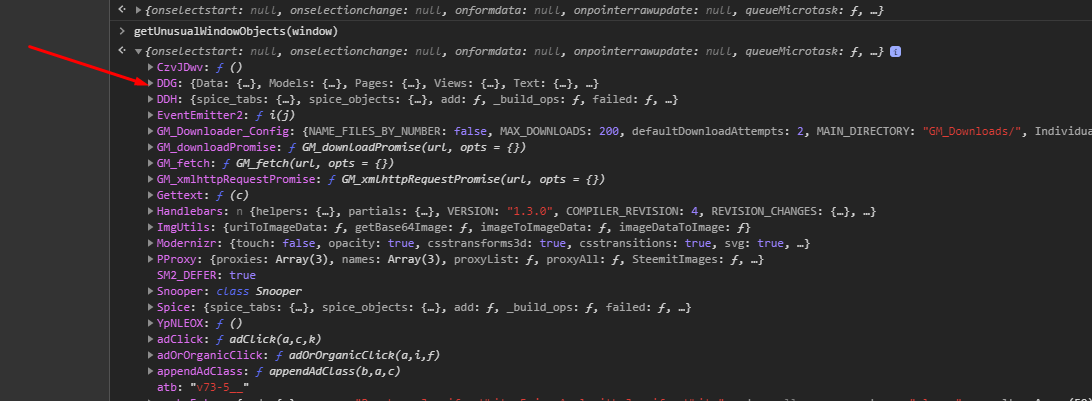 {onselectstart: null, onselectionchange: null, onformdata: null, onpointerrawupdate: null, queueMicrotask: ƒ, …}
getUnusualWindowObjects(window)
{onselectstart: null, onselectionchange: null, onformdata: null, onpointerrawupdate: null, queueMicrotask: ƒ, …} i
CzvJDwv: ƒ ()
DDG: {Data: {…}, Models: {…}, Pages: {…}, Views: {…}, Text: {…}, …}
DDH: {spice_tabs: {…}, spice_objects: {…}, add: ƒ, _build_ops: ƒ, failed: ƒ, …}
EventEmitter2: ƒ i(j)
GM_Downloader_Config: {NAME_FILES_BY_NUMBER: false, MAX_DOWNLOADS: 200, defaultDownloadAttempts: 2, MAIN_DIRECTORY: "GM_Downloads/", Individua
GM_downloadPromise: ƒ GM_downloadPromise(url, opts = {})
GM_fetch: ƒ GM_fetch(url, opts = {})
GM_xmlhttpRequestPromise: ƒ GM_xmlhttpRequestPromise(url, opts = {})
Gettext: ƒ (c)
Handlebars: n {helpers: {…}, partials: {…}, VERSION: "1.3.0", COMPILER_REVISION: 4, REVISION_CHANGES: {…}, …}
ImgUtils: {uriToImageData: ƒ, getBase64Image: ƒ, imageToImageData: ƒ, imageDataToImage: ƒ}
Modernizr: {touch: false, opacity: true, csstransforms3d: true, csstransitions: true, svg: true, …}
PProxy: {proxies: Array(3), names: Array(3), proxyList: ƒ, proxyAll: ƒ, SteemitImages: ƒ, …}
SM2_DEFER: true
Snooper: class Snooper
Spice: {spice_tabs: {…}, spice_objects: {…}, add: ƒ, _build_ops: ƒ, failed: ƒ, …}
YpNLEOX: ƒ ()
adClick: ƒ adClick(a,c,k)
adOrOrganicClick: ƒ adOrOrganicClick(a,i,f)
appendAdClass: ƒ appendAdClass(b,a,c)
atb: "v73-5__"